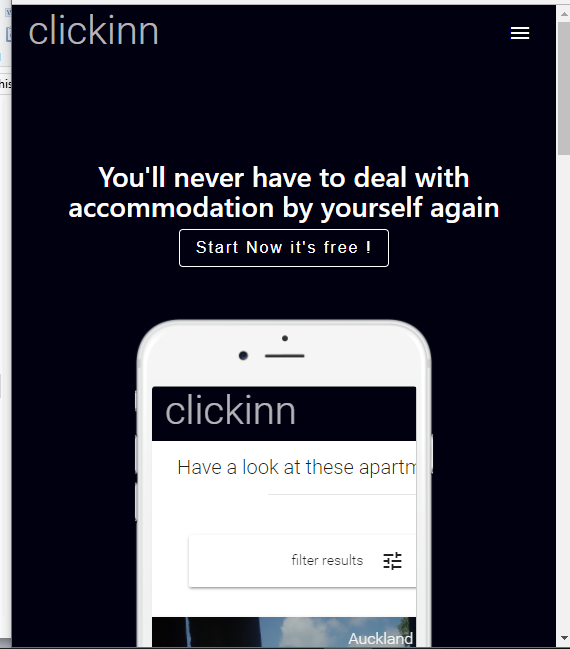 his
clickinn
You'll never have to deal with
accommodation by yourself again
Start Now it's free !
clickinn
Have a look at these apartm
filter results
Auckland